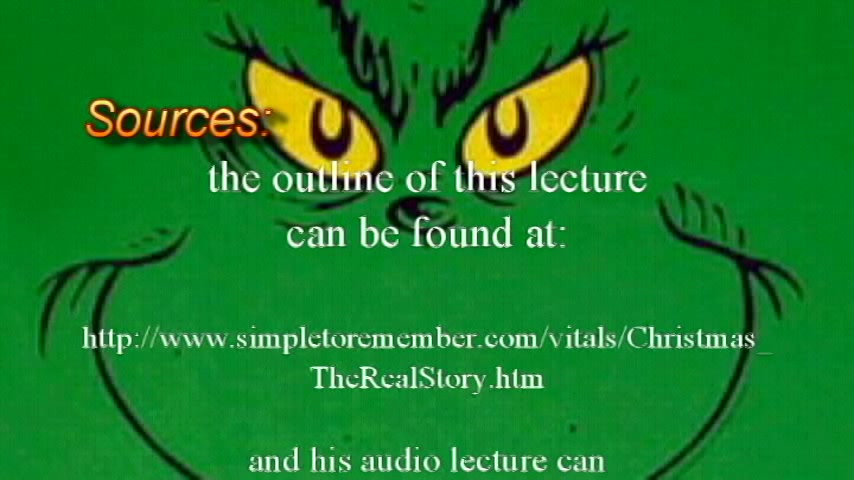 Sources:
the outline of this lecture
can be found at:
http://www.simpletoremember.com/vitals/Christmas_
TheRealStory.htm
and his audio lecture can